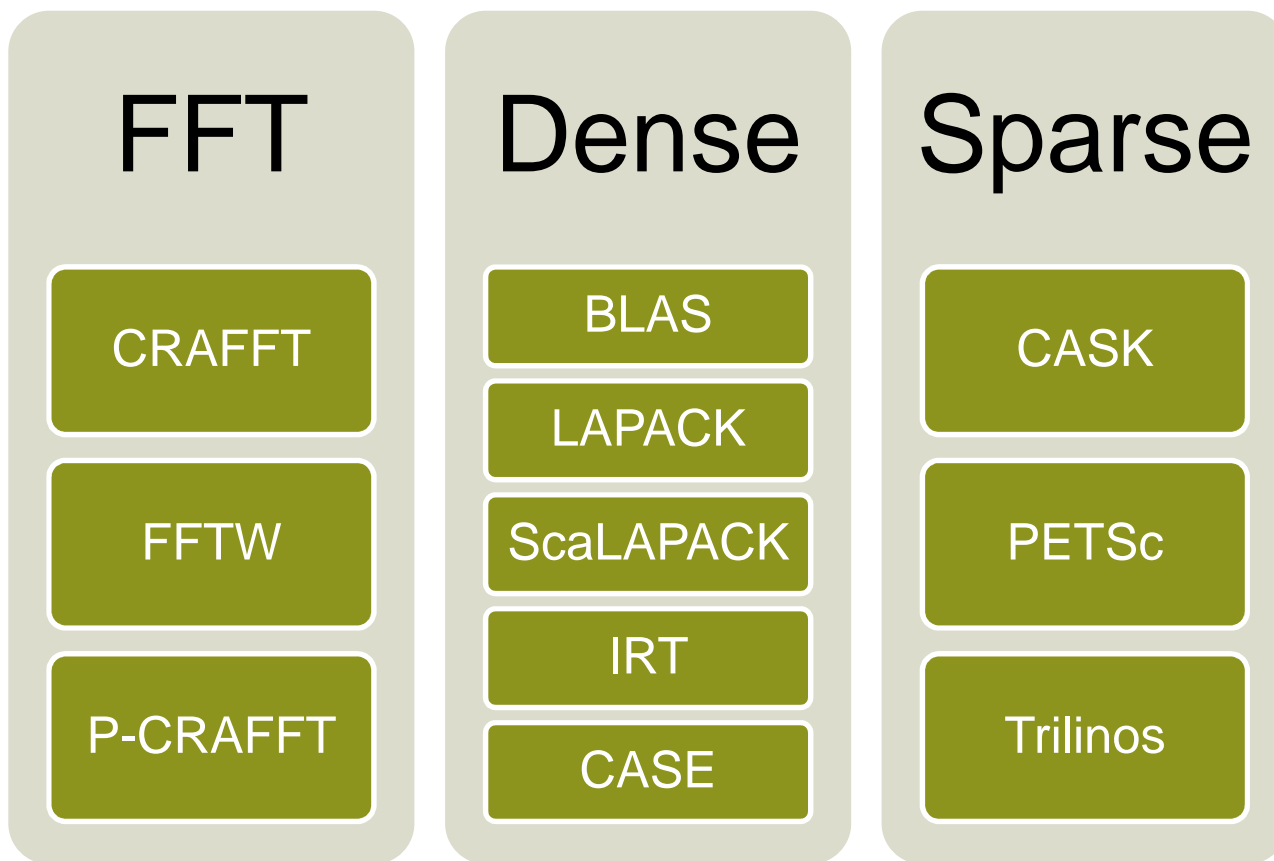 FFT
CRAFFT
FFTW
P-CRAFFT
Dense
BLAS
LAPACK
ScaLAPACK
IRT
CASE
Sparse
CASK
PETSc
Trilinos